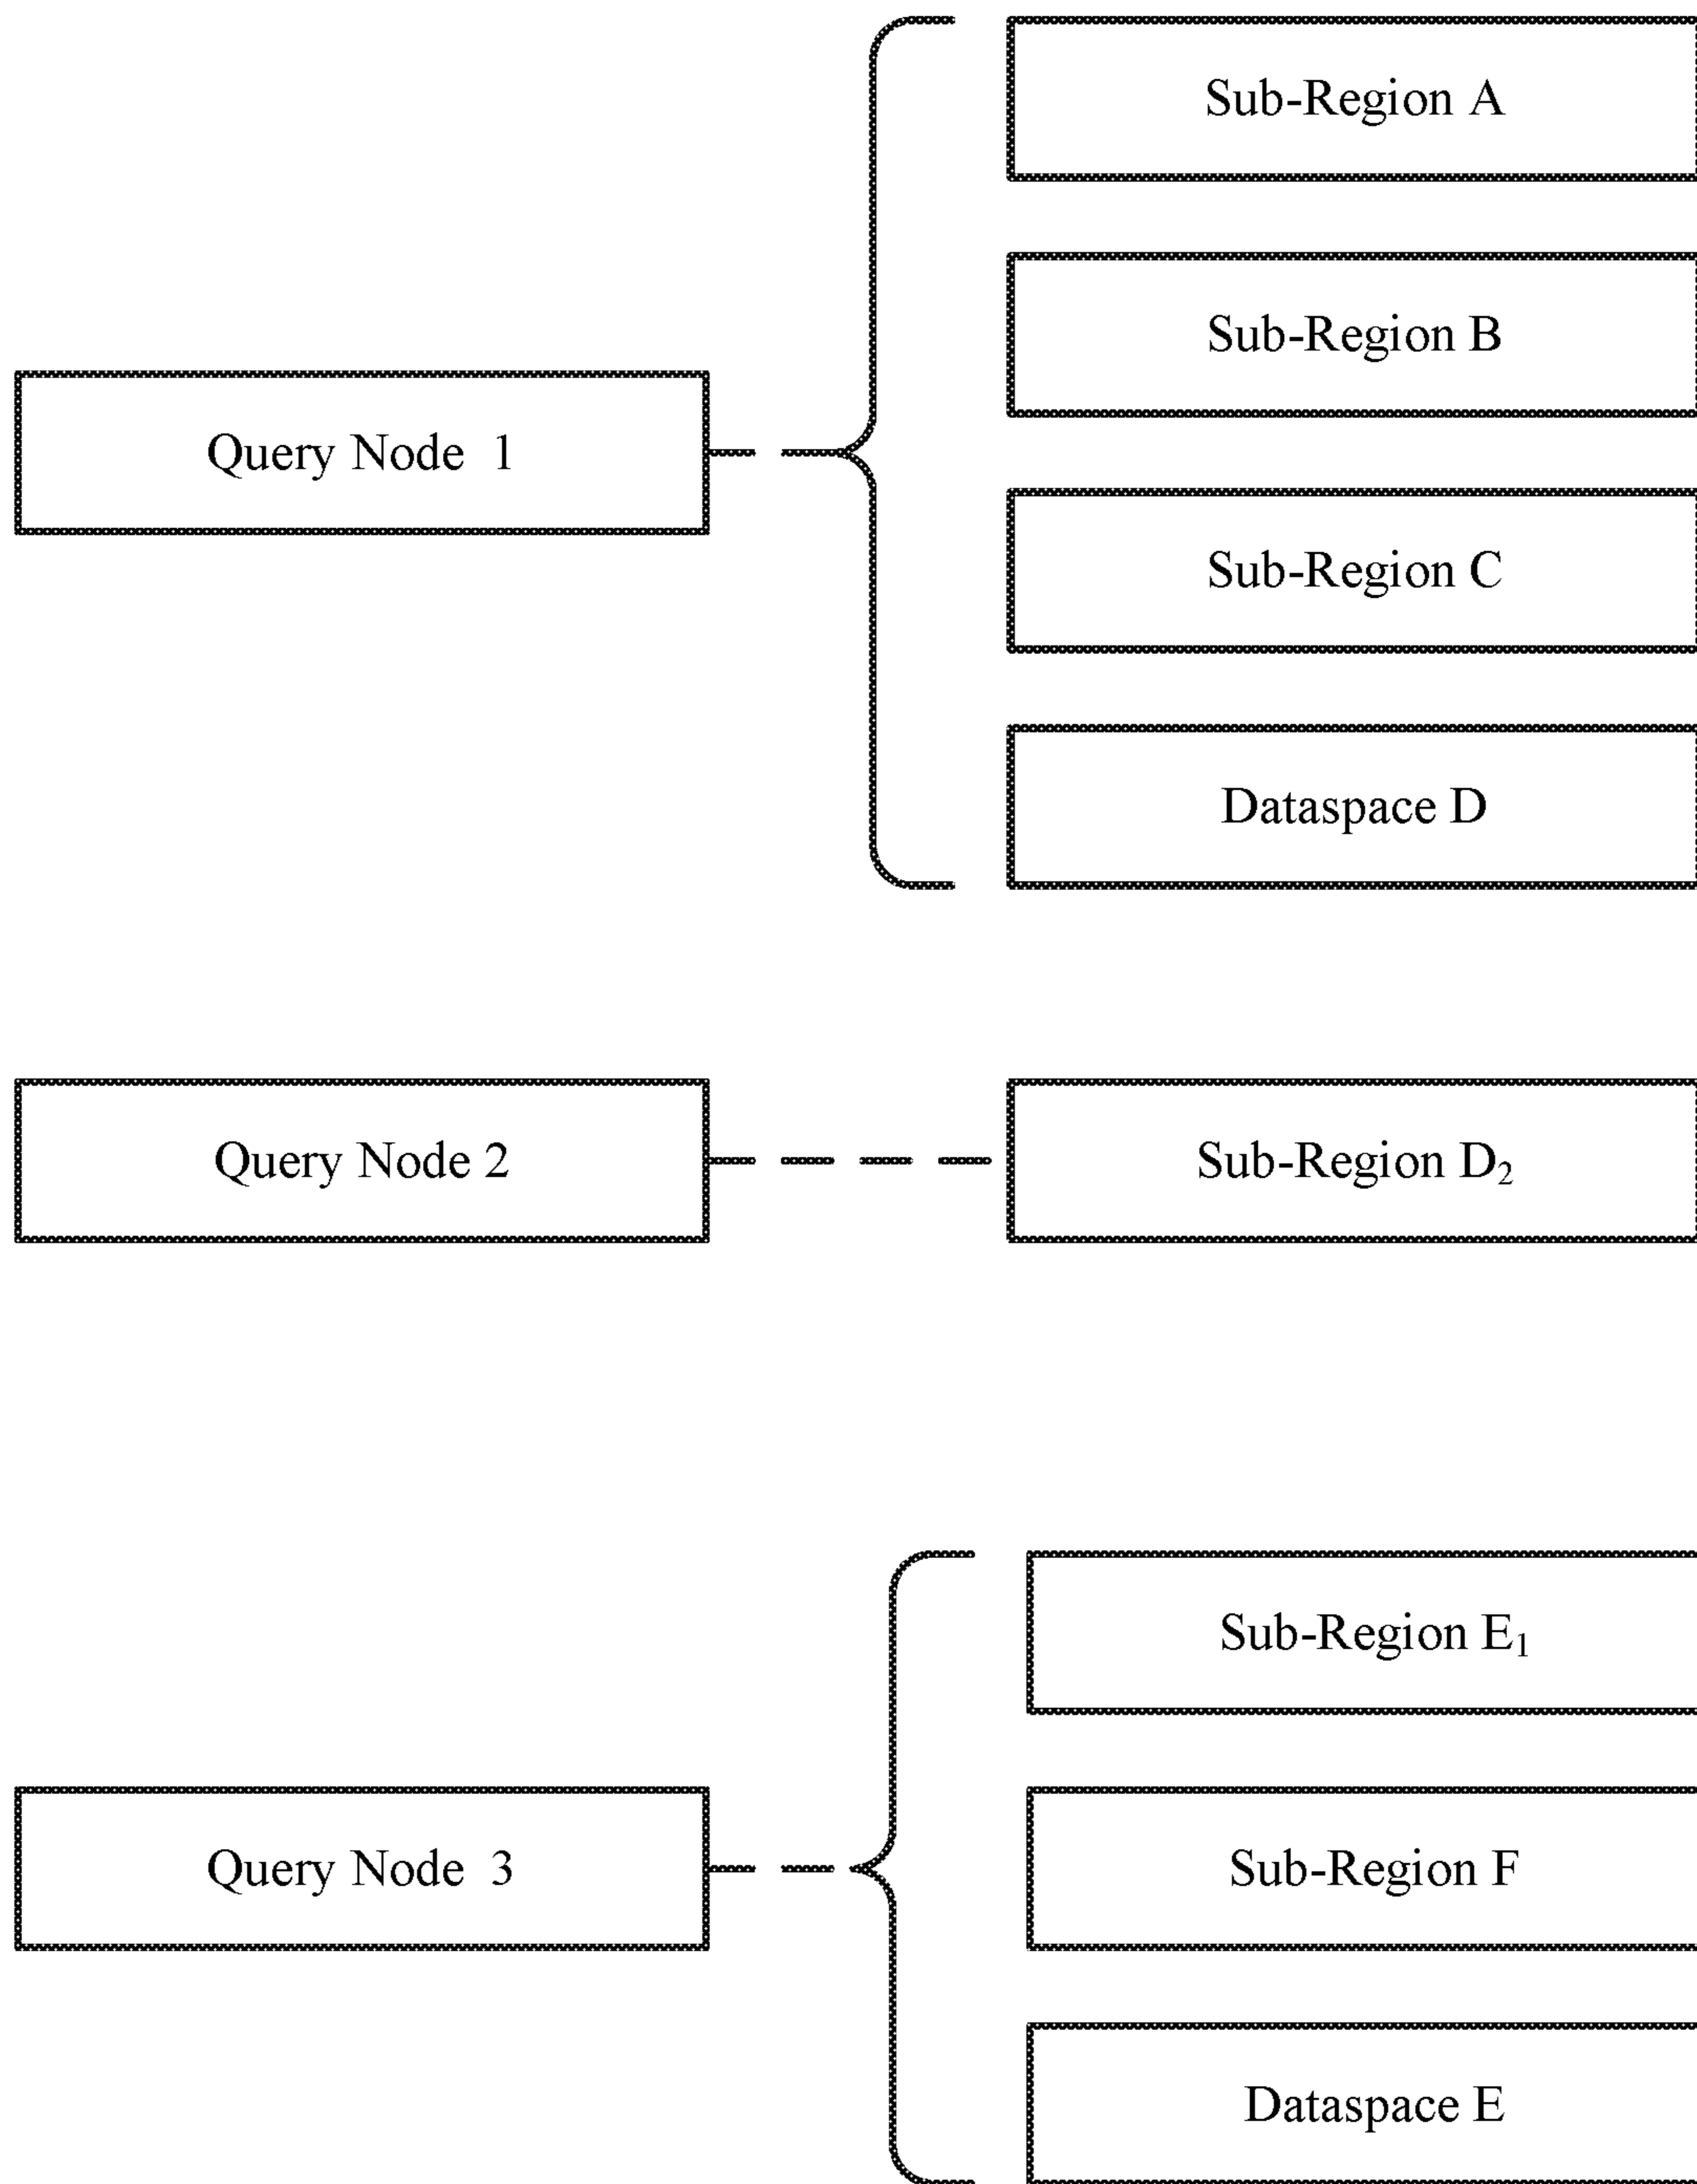 Sub-Region A
Sub-Region B
Query Node 1
Sub-Region C
Dataspace D
Query Node 2
Sub-Region D₂
Sub-Region E₁
Query Node 3
Sub-Region F
Dataspace E